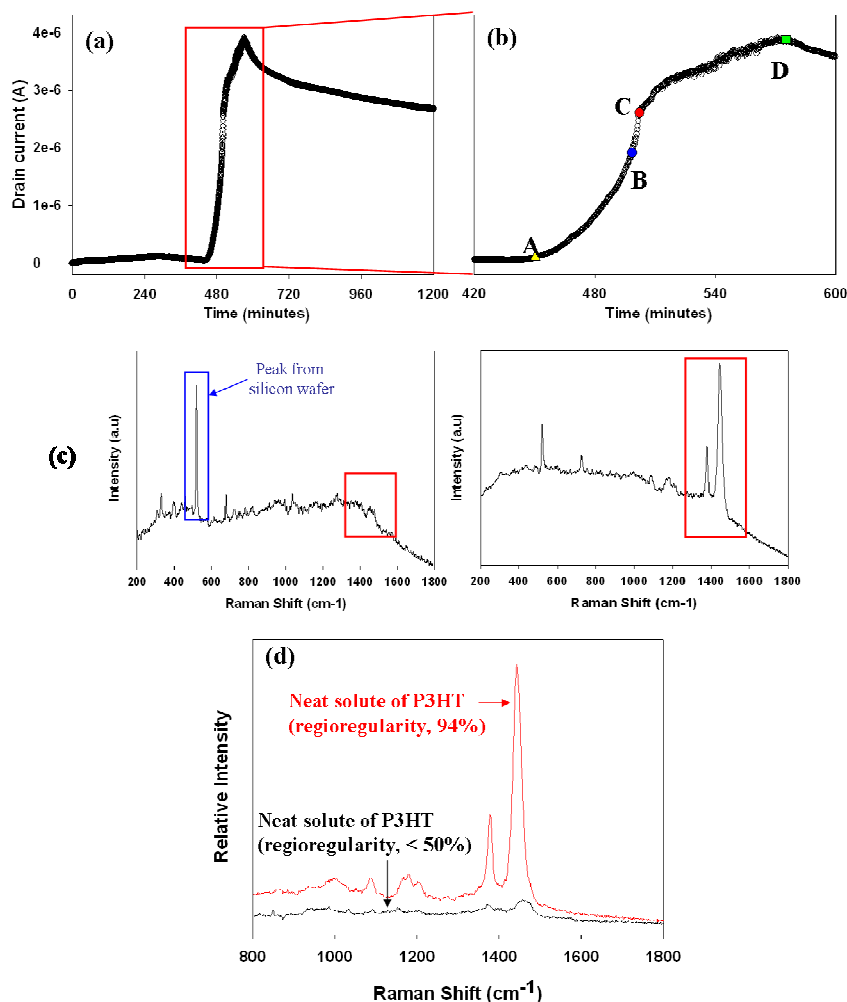 (a)
(b)
4e-6
3e-6
2e-6
1e-6
0
Drain current (A)
0 240 480 720 960 1200
Time (minutes)
A
B
C
D
420 480 540 600
Time (minutes)
(c)
Peak from
silicon wafer
Intensity (a.u)
200 400 600 800 1000 1200 1400 1600 1800
Raman Shift (cm-1)
Intensity (a.u)
200 400 600 800 1000 1200 1400 1600 1800
Raman Shift (cm-1)
(d)
Neat solute of P3HT
(regioregularity, 94%)
Neat solute of P3HT
(regioregularity, < 50%)
Relative Intensity
800 1000 1200 1400 1600 1800
Raman Shift (cm-1)